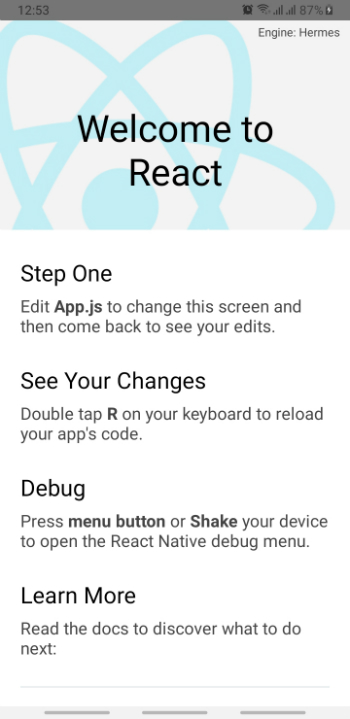 12:53
87%
Engine: Hermes
Welcome to
React
Step One
Edit App.js to change this screen and
then come back to see your edits.
See Your Changes
Double tap R on your keyboard to reload
your app's code.
Debug
Press menu button or Shake your device
to open the React Native debug menu.
Learn More
Read the docs to discover what to do
next: